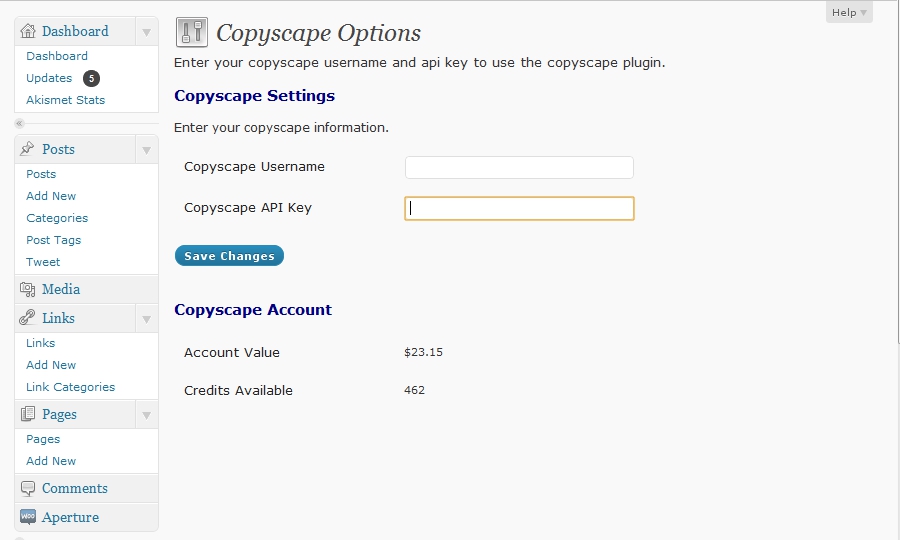 Help
Dashboard
Dashboard
Updates 5
Akismet Stats
Posts
Posts
Add New
Categories
Post Tags
Tweet
Media
Links
Links
Add New
Link Categories
Pages
Pages
Add New
Comments
WOO Aperture
Copyscape Options
Enter your copyscape username and api key to use the copyscape plugin.
Copyscape Settings
Enter your copyscape information.
Copyscape Username
Copyscape API Key
Save Changes
Copyscape Account
Account Value $23.15
Credits Available 462